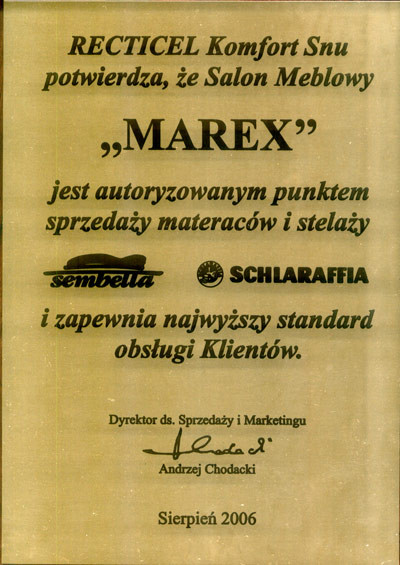 RECTICEL Komfort Snu
potwierdza, że Salon Meblowy
„MAREX”
jest autoryzowanym punktem
sprzedaży materaców i stelaży
sembella SCHLARAFFIA
i zapewnia najwyższy standard
obsługi Klientów.
Dyrektor ds. Sprzedaży i Marketingu
Chodacki
Andrzej Chodacki
Sierpień 2006